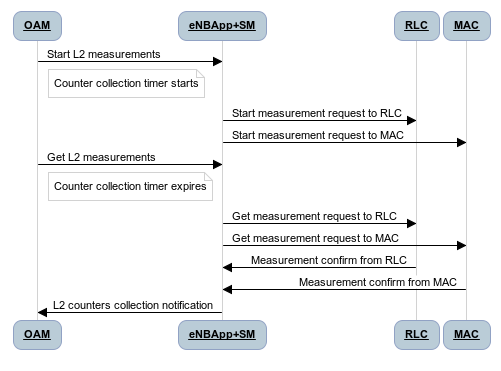 OAM eNBApp+SM RLC MAC
Start L2 measurements
Counter collection timer starts
Start measurement request to RLC
Start measurement request to MAC
Get L2 measurements
Counter collection timer expires
Get measurement request to RLC
Get measurement request to MAC
Measurement confirm from RLC
Measurement confirm from MAC
L2 counters collection notification
OAM eNBApp+SM RLC MAC